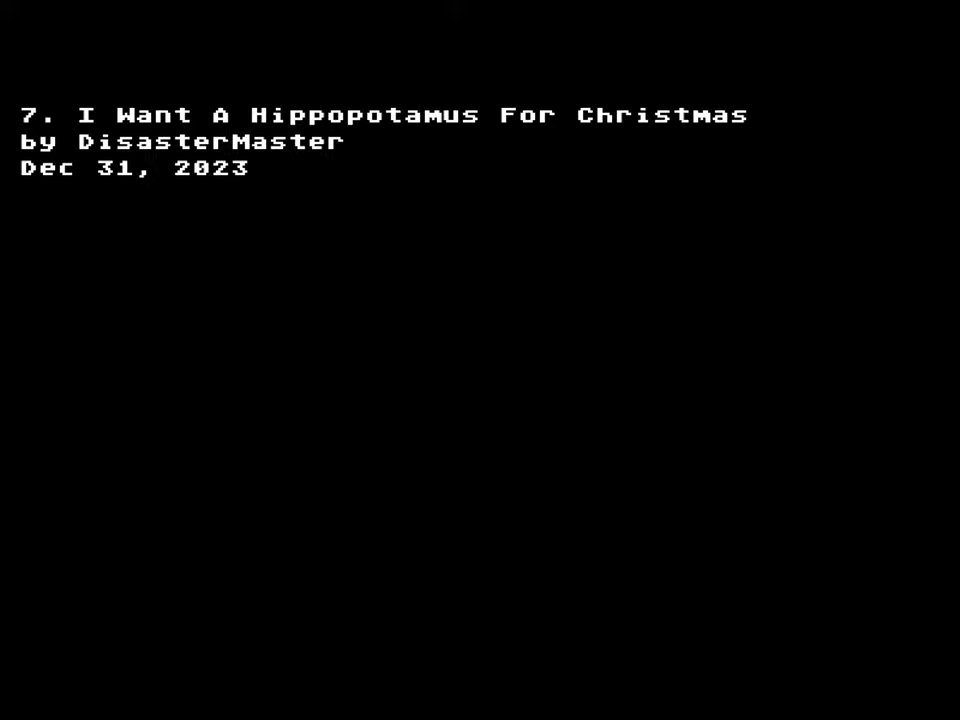 7. I Want A Hippopotamus For Christmas
by DisasterMaster
Dec 31, 2023